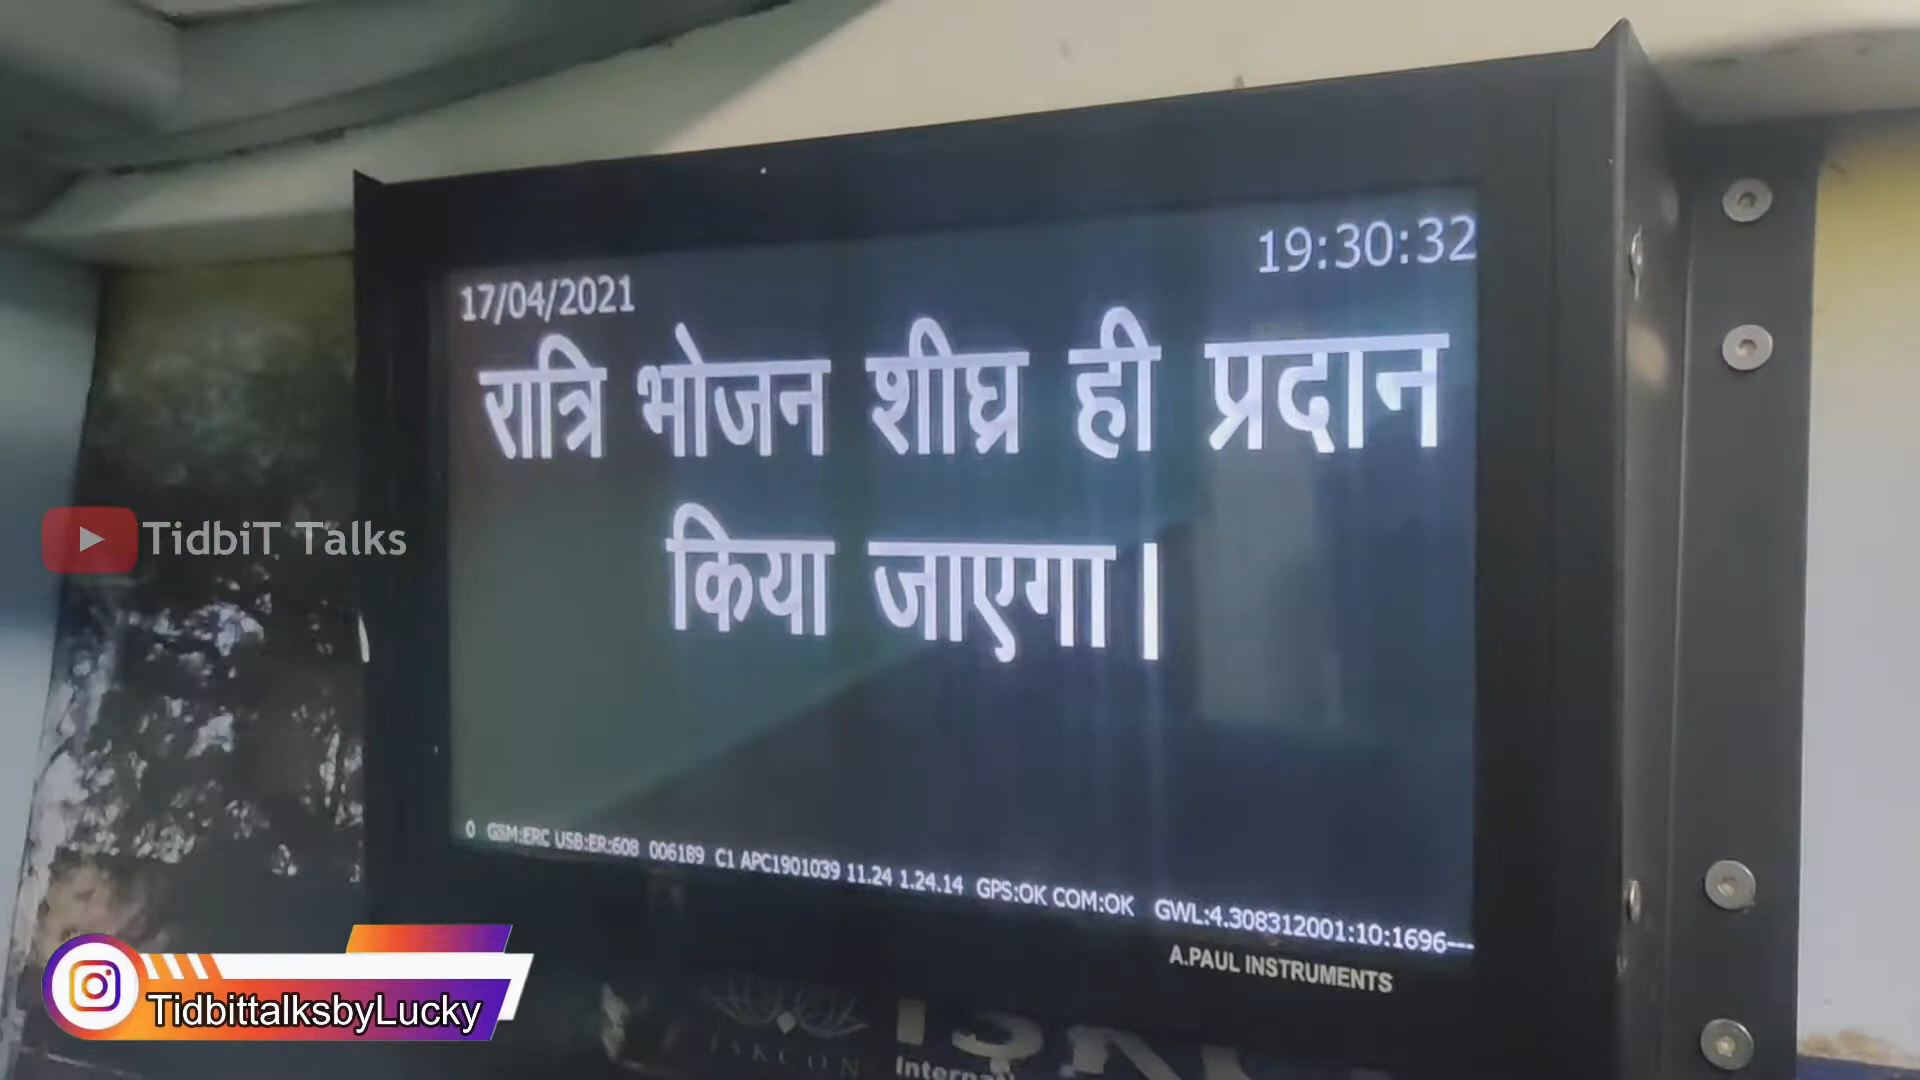 19:30:32
17/04/2021
रात्रि भोजन शीघ्र ही प्रदान
किया जाएगा।
TidbiT Talks
0 GSM:ERC USB:ER:608 006189 C1 APC1901039 11.24 1.24.14 GPS:OK COM:OK GWL:4.308312001:10:1696---
A.PAUL INSTRUMENTS
TidbittalksbyLucky
ISKCON